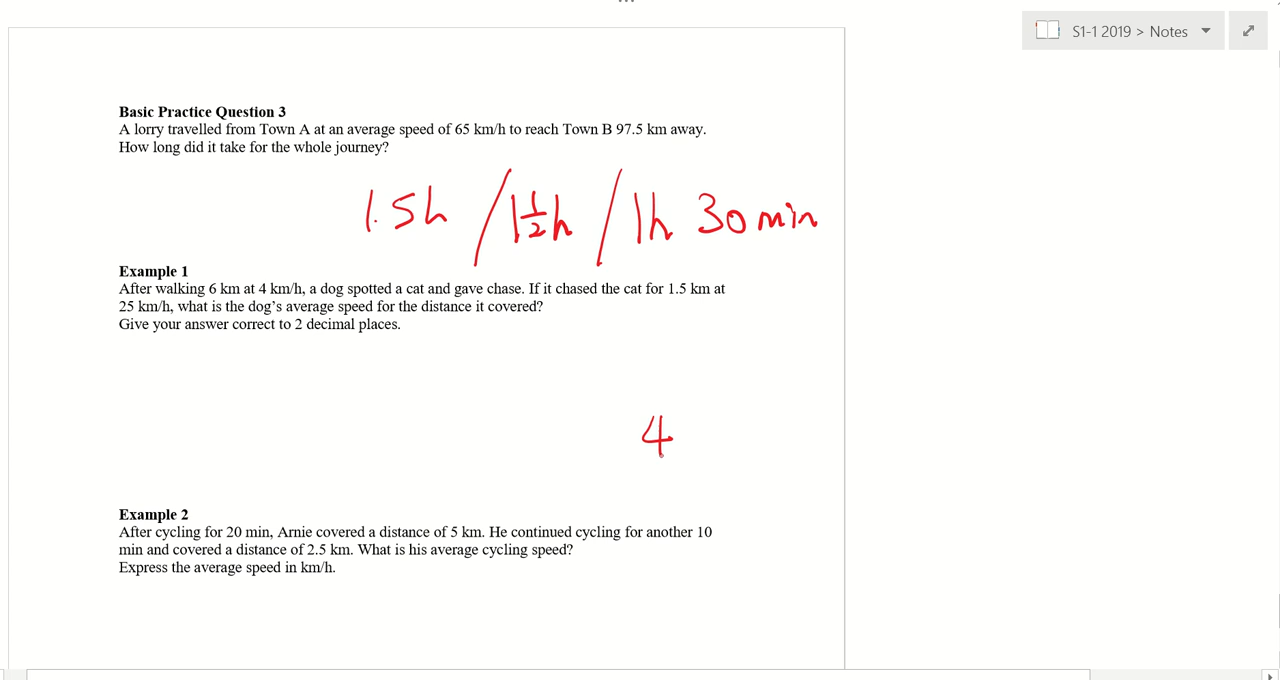 S1-1 2019 > Notes
Basic Practice Question 3
A lorry travelled from Town A at an average speed of 65 km/h to reach Town B 97.5 km away.
How long did it take for the whole journey?
1.5h / 1 1/2 h / 1h 30 min
Example 1
After walking 6 km at 4 km/h, a dog spotted a cat and gave chase. If it chased the cat for 1.5 km at
25 km/h, what is the dog’s average speed for the distance it covered?
Give your answer correct to 2 decimal places.
4
Example 2
After cycling for 20 min, Arnie covered a distance of 5 km. He continued cycling for another 10
min and covered a distance of 2.5 km. What is his average cycling speed?
Express the average speed in km/h.